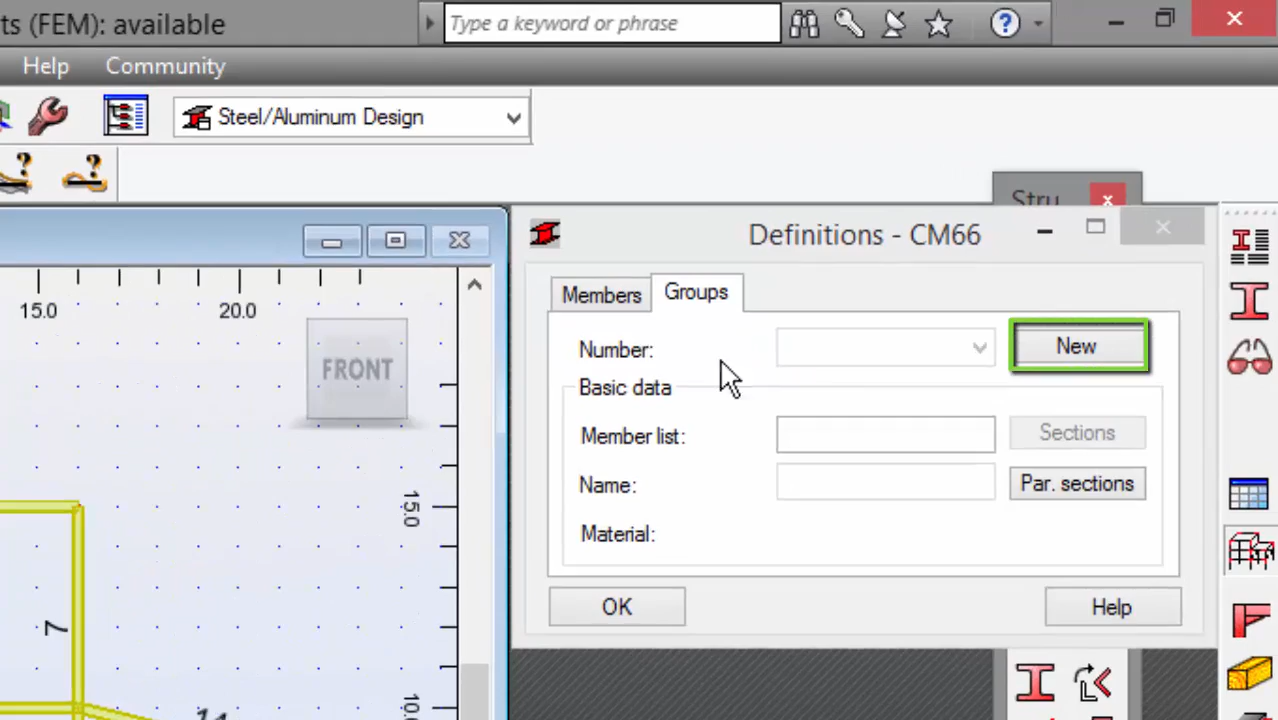 ts (FEM): available
Type a keyword or phrase
?
Help Community
Steel/Aluminum Design
? ?
Stru
Definitions - CM66
15.0 20.0
Members Groups
FRONT
Number: New
Basic data
Member list: Sections
Name: Par. sections
15.0
Material:
OK Help
7
10.0
14